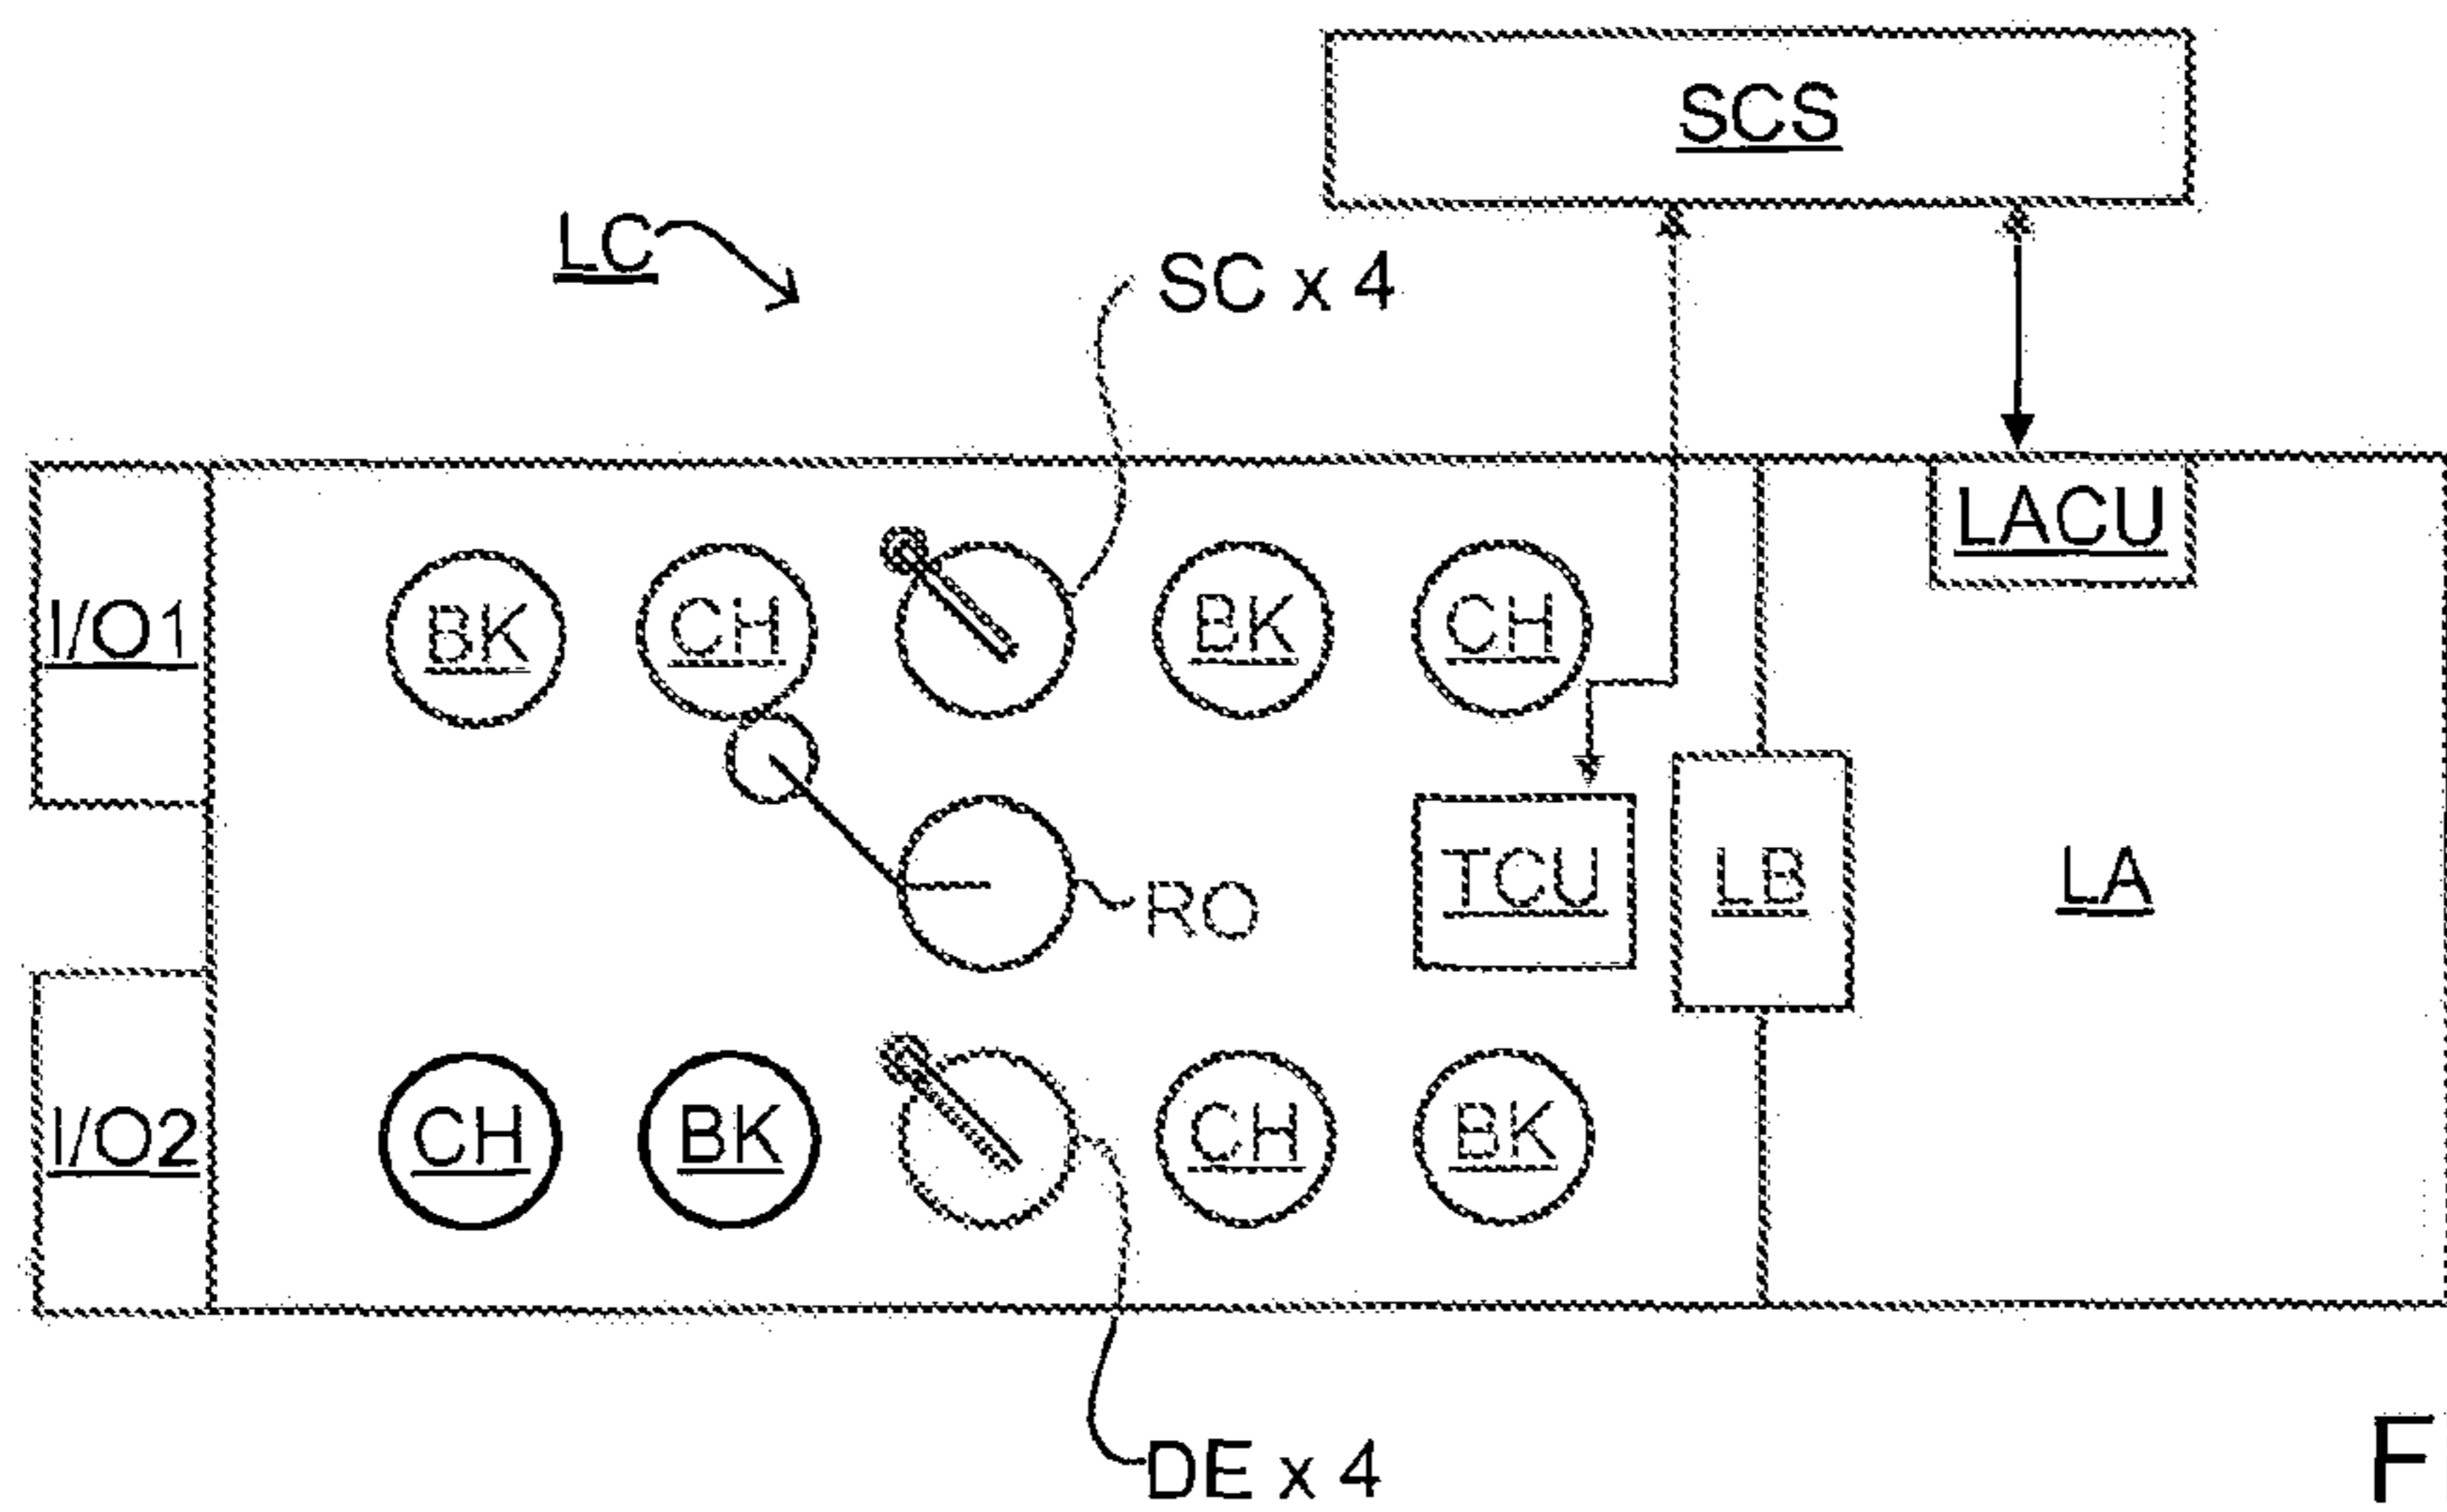 SCS
LC
SC x 4
LACU
I/O1
BK
CH
BK
CH
RO
TCU
LB
LA
I/O2
CH
BK
CH
BK
DE x 4